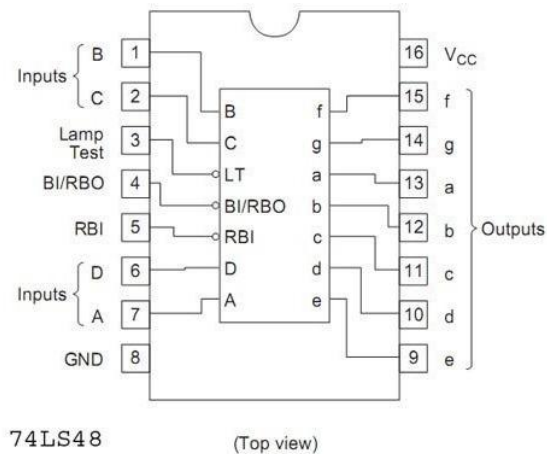 B 1 16 VCC
Inputs
C 2 B f 15 f
Lamp Test 3 C g 14 g
LT a 13 a
BI/RBO 4 BI/RBO b
RBI 5 RBI c 12 b Outputs
D 6 D d 11 c
Inputs
A 7 A e 10 d
GND 8 9 e
74LS48 (Top view)